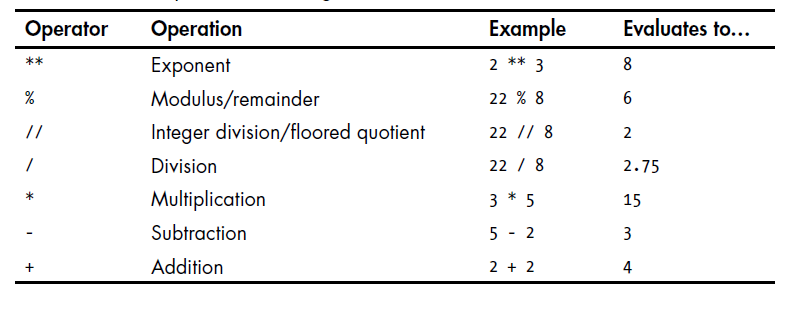 Operator Operation Example Evaluates to…
** Exponent 2 ** 3 8
% Modulus/remainder 22 % 8 6
// Integer division/floored quotient 22 // 8 2
/ Division 22 / 8 2.75
* Multiplication 3 * 5 15
- Subtraction 5 - 2 3
+ Addition 2 + 2 4